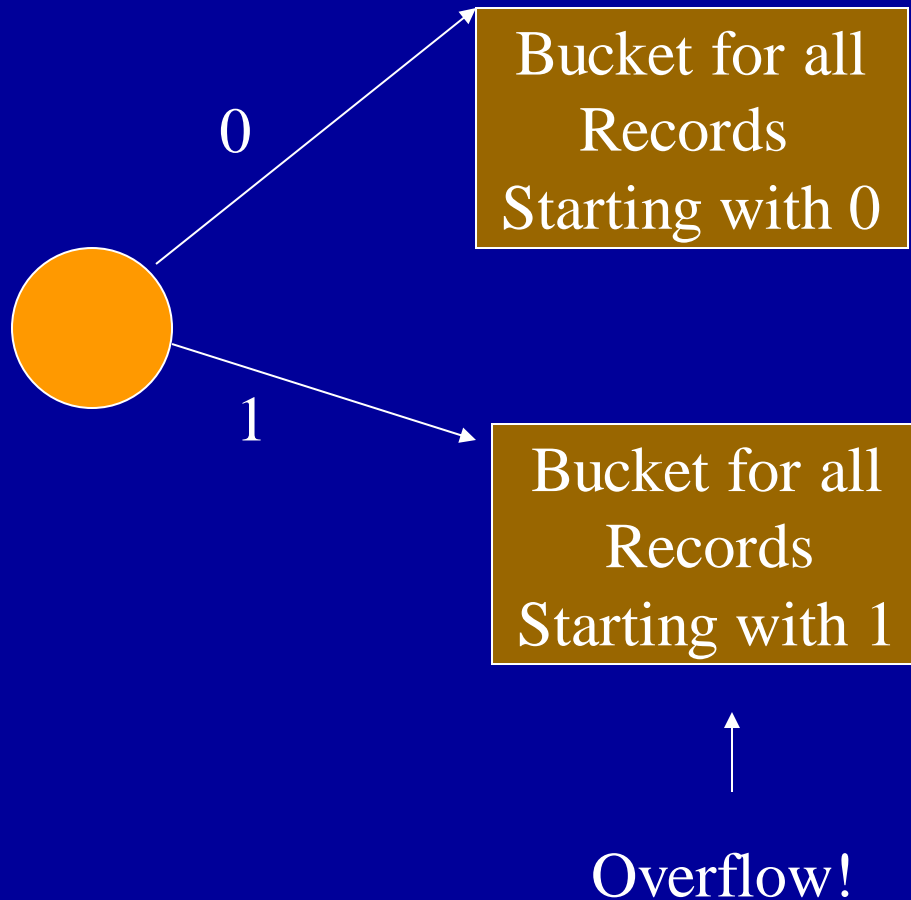 0
Bucket for all
Records
Starting with 0
1
Bucket for all
Records
Starting with 1
Overflow!